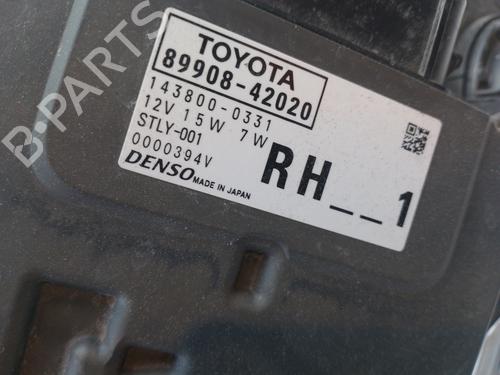 B-PARTS
TOYOTA
89908-42020
143800-0331
12V 15W 7W
STLY-001
0000394V
DENSO MADE IN JAPAN
RH__1